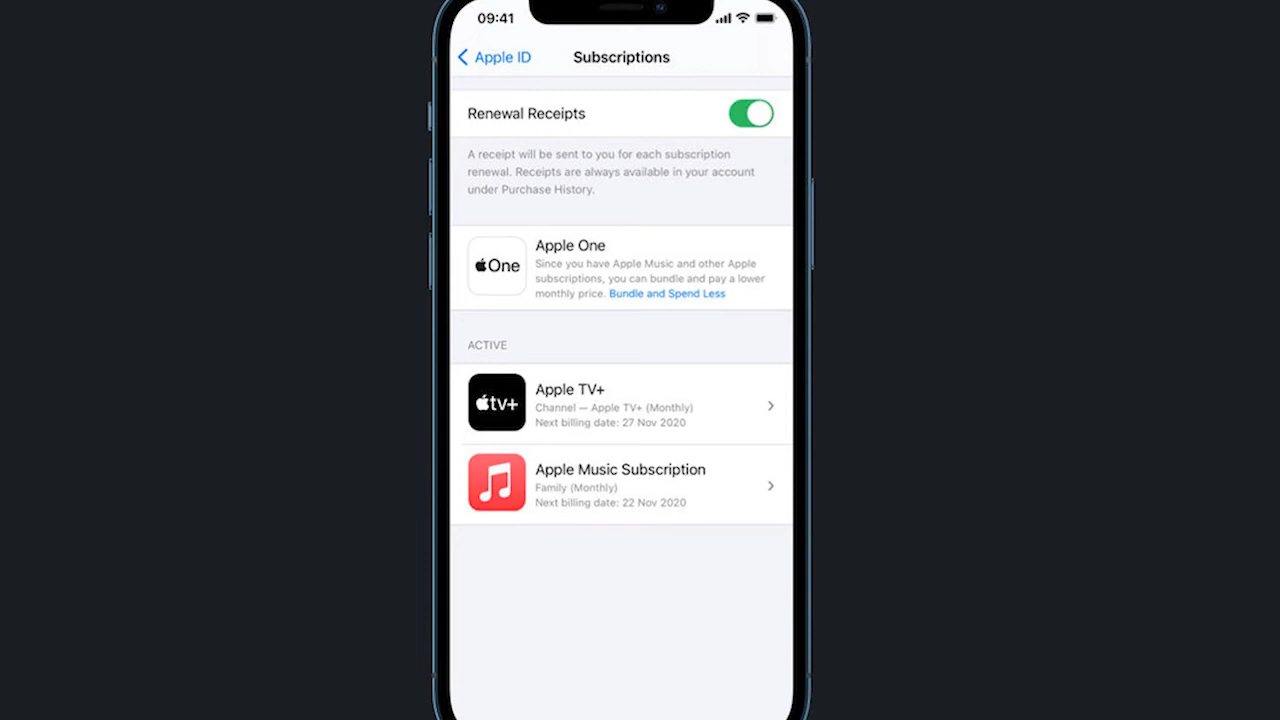 09:41
Apple ID
Subscriptions
Renewal Receipts
A receipt will be sent to you for each subscription
renewal. Receipts are always available in your account
under Purchase History.
One
Apple One
Since you have Apple Music and other Apple
subscriptions, you can bundle and pay a lower
monthly price. Bundle and Spend Less
ACTIVE
tv+
Apple TV+
Channel — Apple TV+ (Monthly)
Next billing date: 27 Nov 2020
Apple Music Subscription
Family (Monthly)
Next billing date: 22 Nov 2020